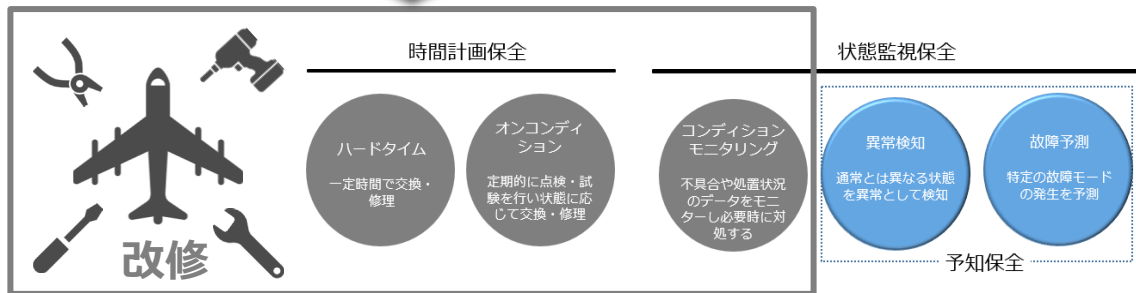 時間計画保全
状態監視保全
ハードタイム
一定時間で交換・
修理
オンコンディ
ション
定期的に点検・試
験を行い状態に応
じて交換・修理
コンディション
モニタリング
不具合や処置状況
のデータをモニ
ターし必要時に対
処する
異常検知
通常とは異なる状態
を異常として検知
故障予測
特定の故障モード
の発生を予測
改修
予知保全